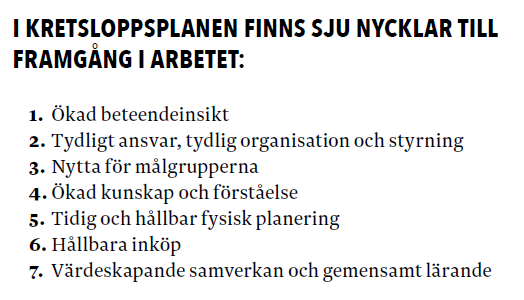 I KRETSLOPPSPLANEN FINNS SJU NYCKLAR TILL
FRAMGÅNG I ARBETET:
1. Ökad beteendeinsikt
2. Tydligt ansvar, tydlig organisation och styrning
3. Nytta för målgrupperna
4. Ökad kunskap och förståelse
5. Tidig och hållbar fysisk planering
6. Hållbara inköp
7. Värdeskapande samverkan och gemensamt lärande